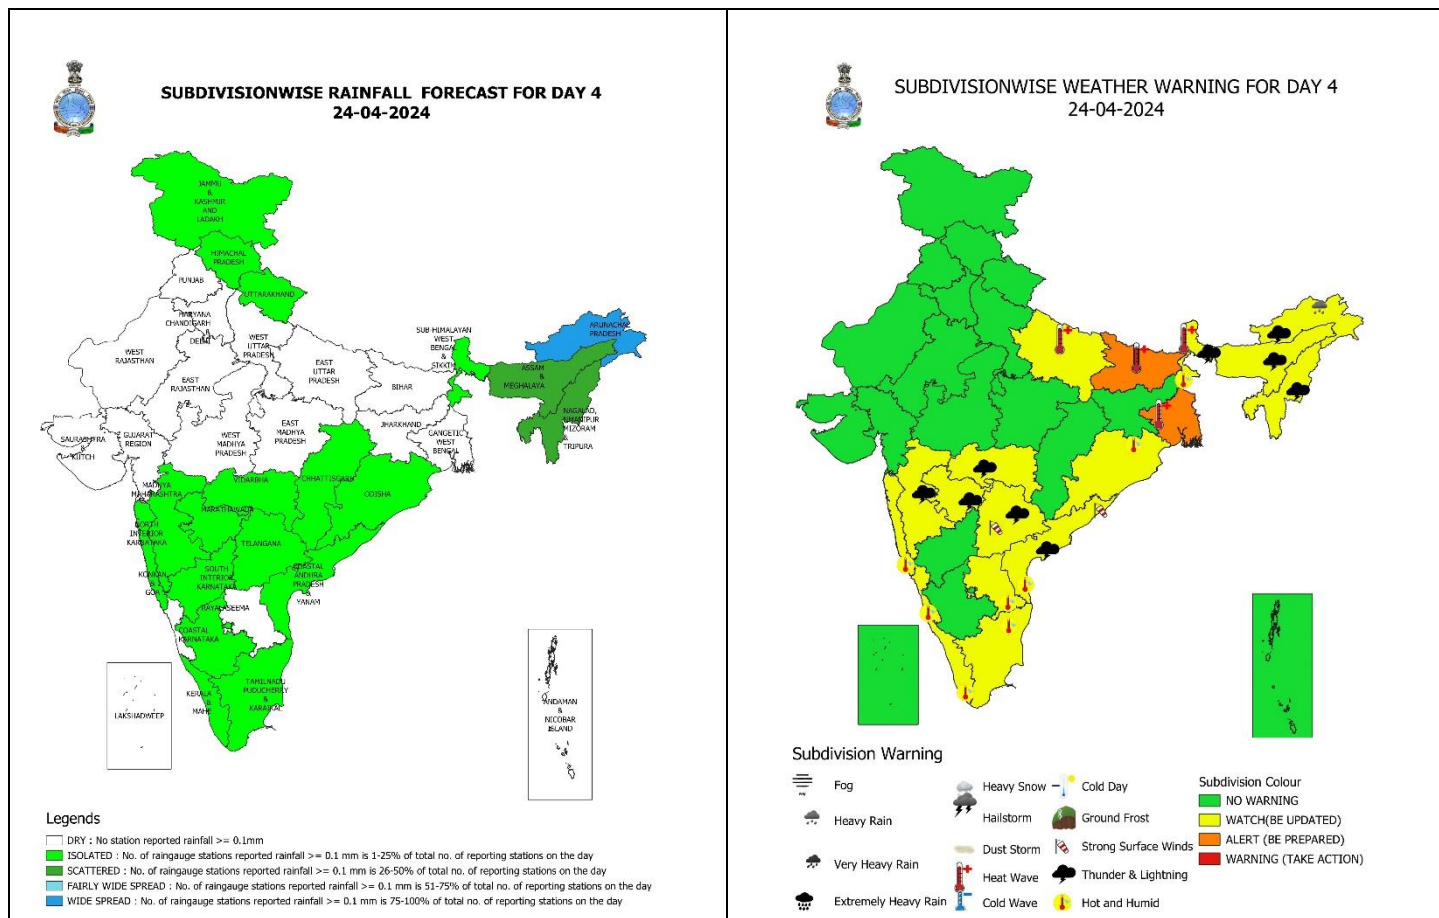 SUBDIVISIONWISE RAINFALL FORECAST FOR DAY 4
24-04-2024
JAMMU
&
KASHMIR
AND
LADAKH
HIMACHAL
PRADESH
PUNJAB
UTTARAKHAND
HARYANA
CHANDIGARH
&
DELHI
WEST
RAJASTHAN
WEST
UTTAR
PRADESH
EAST
RAJASTHAN
EAST
UTTAR
PRADESH
SUB-HIMALAYAN
WEST
BENGAL
&
SIKKIM
ARUNACHAL
PRADESH
ASSAM
&
MEGHALAYA
BIHAR
NAGALAD,
MANIPUR
MIZORAM
&
TRIPURA
JHARKHAND
GANGETIC
WEST
BENGAL
SAURASHTRA
&
KUTCH
GUJARAT
REGION
WEST
MADHYA
PRADESH
EAST
MADHYA
PRADESH
MADHYA
MAHARASHTRA
VIDARBHA
CHHATTISGARH
ODISHA
MARATHAWADA
NORTH
INTERIOR
KARNATAKA
TELANGANA
KONKAN
&
GOA
SOUTH
INTERIOR
KARNATAKA
COASTAL
ANDHRA
PRADESH
&
YANAM
RAYALASEEMA
COASTAL
KARNATAKA
KERALA
&
MAHE
TAMILNADU
PUDUCHERRY
&
KARAIKAL
LAKSHADWEEP
ANDAMAN
&
NICOBAR
ISLAND
Legends
DRY : No station reported rainfall >= 0.1mm
ISOLATED : No. of raingauge stations reported rainfall >= 0.1 mm is 1-25% of total no. of reporting stations on the day
SCATTERED : No. of raingauge stations reported rainfall >= 0.1 mm is 26-50% of total no. of reporting stations on the day
FAIRLY WIDE SPREAD : No. of raingauge stations reported rainfall >= 0.1 mm is 51-75% of total no. of reporting stations on the day
WIDE SPREAD : No. of raingauge stations reported rainfall >= 0.1 mm is 75-100% of total no. of reporting stations on the day
SUBDIVISIONWISE WEATHER WARNING FOR DAY 4
24-04-2024
Subdivision Warning
Fog
Heavy Rain
Very Heavy Rain
Extremely Heavy Rain
Heavy Snow
Hailstorm
Dust Storm
Heat Wave
Cold Wave
Cold Day
Ground Frost
Strong Surface Winds
Thunder & Lightning
Hot and Humid
Subdivision Colour
NO WARNING
WATCH(BE UPDATED)
ALERT (BE PREPARED)
WARNING (TAKE ACTION)